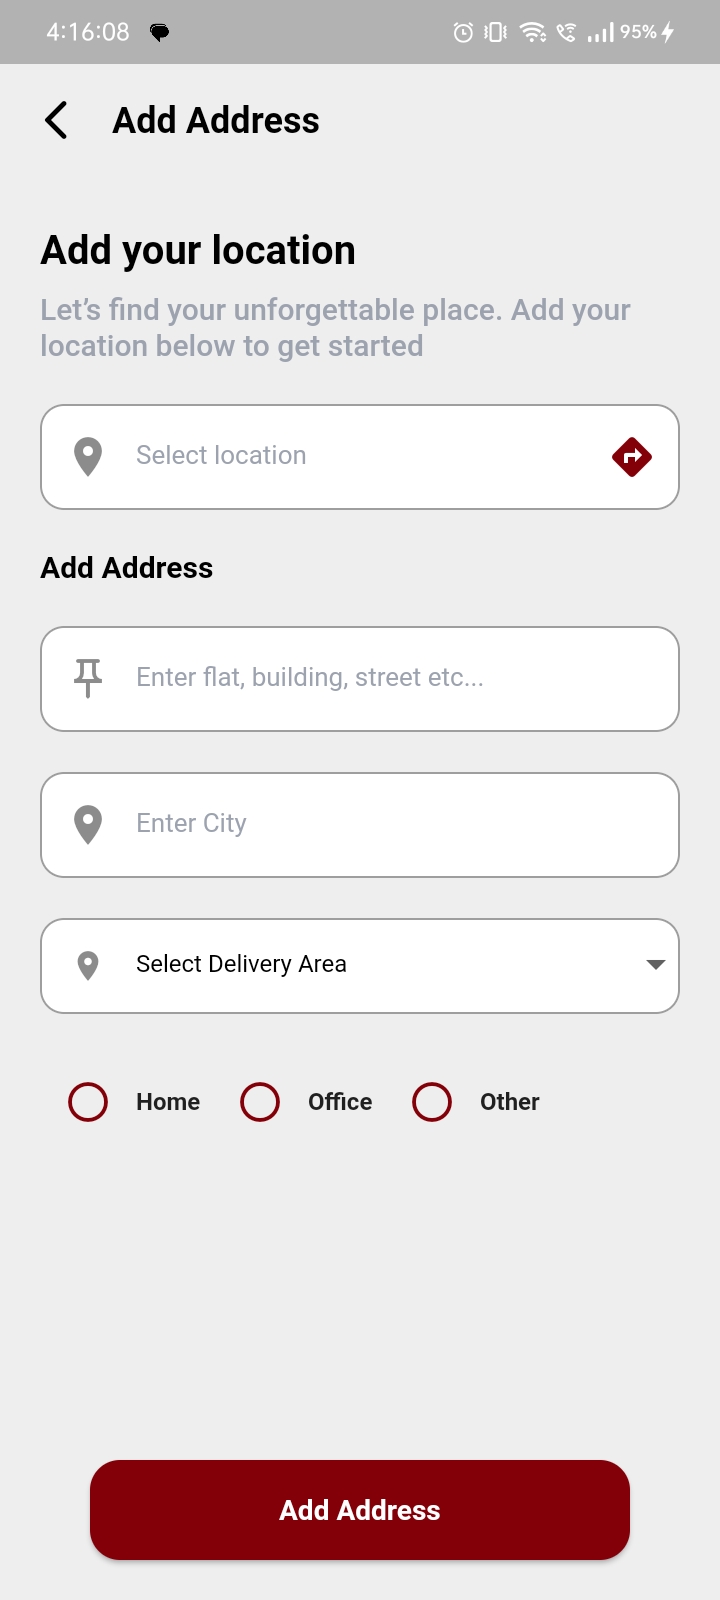 4:16:08 95%
Add Address
Add your location
Let’s find your unforgettable place. Add your
location below to get started
Select location
Add Address
Enter flat, building, street etc...
Enter City
Select Delivery Area
Home Office Other
Add Address